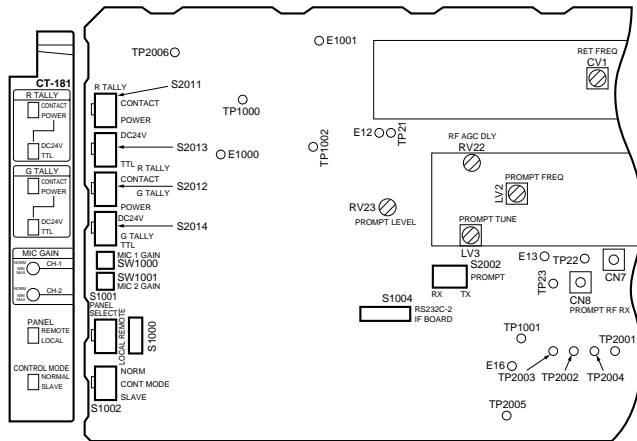 CT-181
R TALLY
CONTACT
POWER
DC24V
TTL
G TALLY
CONTACT
POWER
DC24V
TTL
MIC GAIN
NORM
MIN
MAX
CH-1
NORM
MIN
MAX
CH-2
PANEL
REMOTE
LOCAL
CONTROL MODE
NORMAL
SLAVE
TP2006
E1001
R TALLY
S2011
CONTACT
POWER
TP1000
DC24V
S2013
TTL
R TALLY
E1000
TP1002
CONTACT
S2012
G TALLY
POWER
DC24V
S2014
G TALLY
TTL
MIC 1 GAIN
SW1000
SW1001
MIC 2 GAIN
S1001
PANEL
SELECT
LOCAL REMOTE
S1000
NORM
CONT MODE
SLAVE
S1002
RET FREQ
CV1
E12
TP21
RF AGC DLY
RV22
PROMPT FREQ
LV2
RV23
PROMPT LEVEL
PROMPT TUNE
LV3
S2002
PROMPT
RX
TX
E13
TP22
TP23
CN7
CN8
PROMPT RF RX
S1004
RS232C-2
IF BOARD
TP1001
TP2001
E16
TP2003
TP2002
TP2004
TP2005